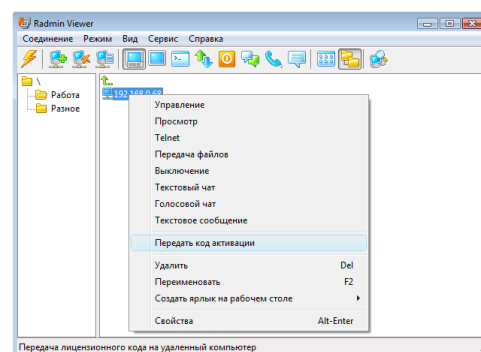 Radmin Viewer
Соединение Режим Вид Сервис Справка
\
Работа
Разное
192.168.0.68
Управление
Просмотр
Telnet
Передача файлов
Выключение
Текстовый чат
Голосовой чат
Текстовое сообщение
Передать код активации
Удалить Del
Переименовать F2
Создать ярлык на рабочем столе
Свойства Alt-Enter
Передача лицензионного кода на удаленный компьютер